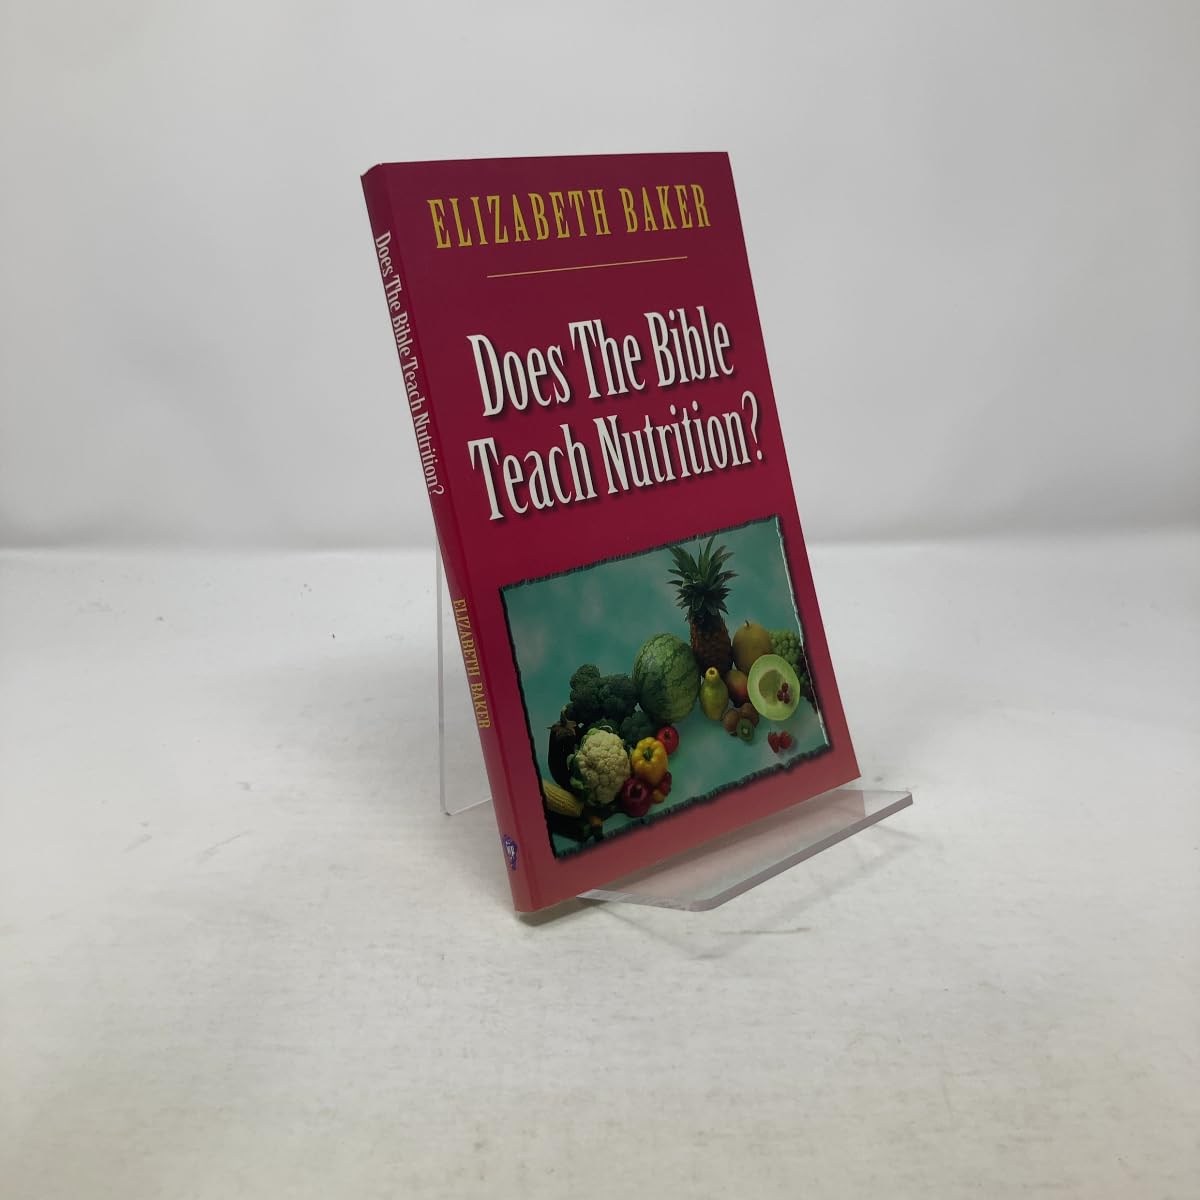 ELIZABETH BAKER
Does The Bible
Teach Nutrition?
Does The Bible Teach Nutrition?
ELIZABETH BAKER